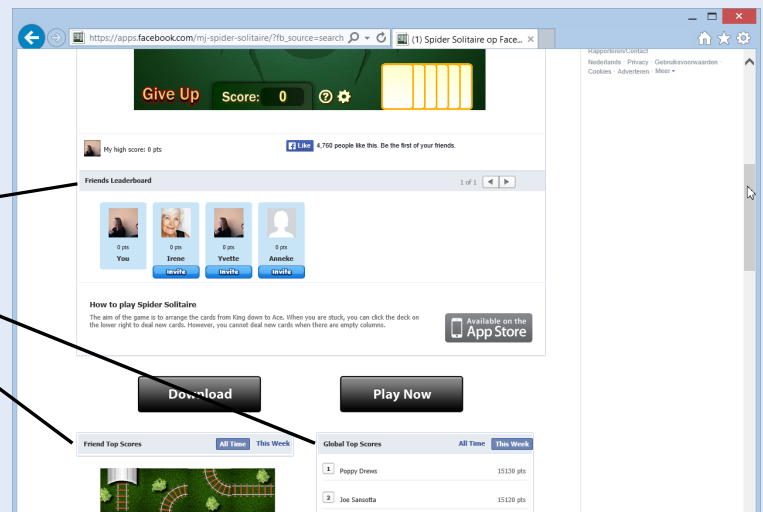 https://apps.facebook.com/mj-spider-solitaire/?fb_source=search
(1) Spider Solitaire op Face...
Rapporteren/Contact
Nederlands · Privacy · Gebruiksvoorwaarden ·
Cookies · Adverteren · Meer
Give Up Score: 0
My high score: 0 pts
Like 4,760 people like this. Be the first of your friends.
Friends Leaderboard 1 of 1
0 pts 0 pts 0 pts 0 pts
You Irene Yvette Anneke
Invite Invite Invite
How to play Spider Solitaire
The aim of the game is to arrange the cards from King down to Ace. When you are stuck, you can click the deck on
the lower right to deal new cards. However, you cannot deal new cards when there are empty columns.
Available on the
App Store
Download Play Now
Friend Top Scores All Time This Week
Global Top Scores All Time This Week
1 Poppy Drews 15130 pts
2 Joe Sansotta 15120 pts